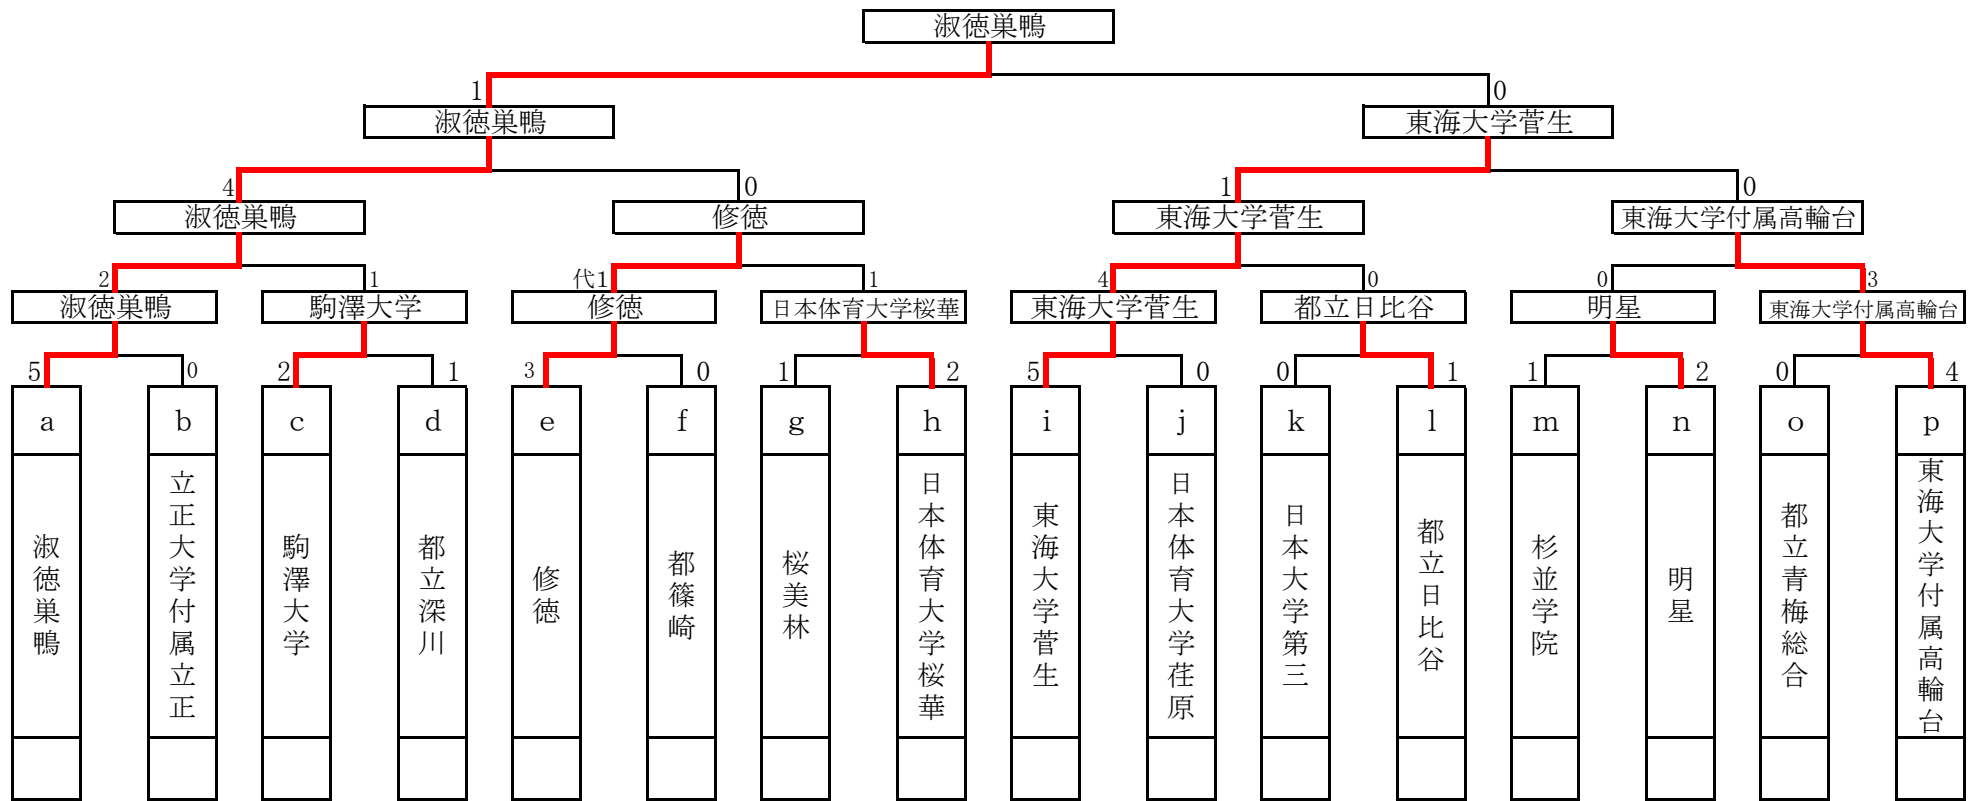 淑徳巣鴨
1 0
淑徳巣鴨 東海大学菅生
4 0 1 0
淑徳巣鴨 修徳 東海大学菅生 東海大学付属高輪台
2 1 代1 1 4 0 0 3
淑徳巣鴨 駒澤大学 修徳 日本体育大学桜華 東海大学菅生 都立日比谷 明星 東海大学付属高輪台
5 0 2 1 3 0 1 2 5 0 0 1 1 2 0 4
a b c d e f g h i j k l m n o p
淑徳巣鴨
立正大学付属立正
駒澤大学
都立深川
修徳
都篠崎
桜美林
日本体育大学桜華
東海大学菅生
日本体育大学荏原
日本大学第三
都立日比谷
杉並学院
明星
都立青梅総合
東海大学付属高輪台